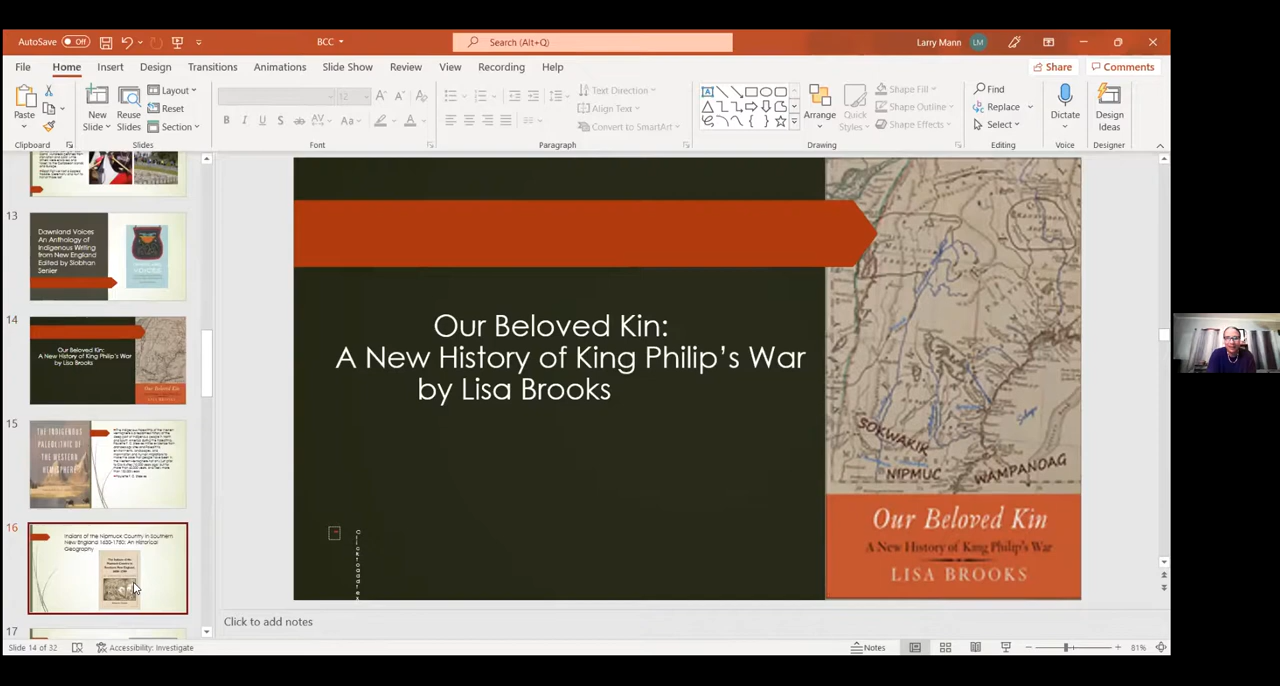 AutoSave Off
BCC
Search (Alt+Q)
Larry Mann LM
File Home Insert Design Transitions Animations Slide Show Review View Recording Help
Share Comments
Paste
Clipboard
New Slide
Reuse Slides
Layout
Reset
Section
Slides
12
Font
Text Direction
Align Text
Convert to SmartArt
Paragraph
Arrange
Quick Styles
Shape Fill
Shape Outline
Shape Effects
Drawing
Find
Replace
Select
Editing
Dictate
Voice
Design Ideas
Designer
13
Dawnland Voices
An Anthology of
Indigenous Writing
from New England
Edited by Siobhan
Senier
14
Our Beloved Kin:
A New History of King Philip's War
by Lisa Brooks
Our Beloved Kin
LISA BROOKS
15
THE INDIGENOUS
PALEOLITHIC OF
THE WESTERN
HEMISPHERE
16
Indians of the Nipmuck Country in Southern
New England 1630-1750: An Historical
Geography
17
Our Beloved Kin:
A New History of King Philip's War
by Lisa Brooks
SOKWAKIK
NIPMUC
WAMPANOAG
Our Beloved Kin
A New History of King Philip's War
LISA BROOKS
Click to add notes
Slide 14 of 32
Accessibility: Investigate
Notes
81%